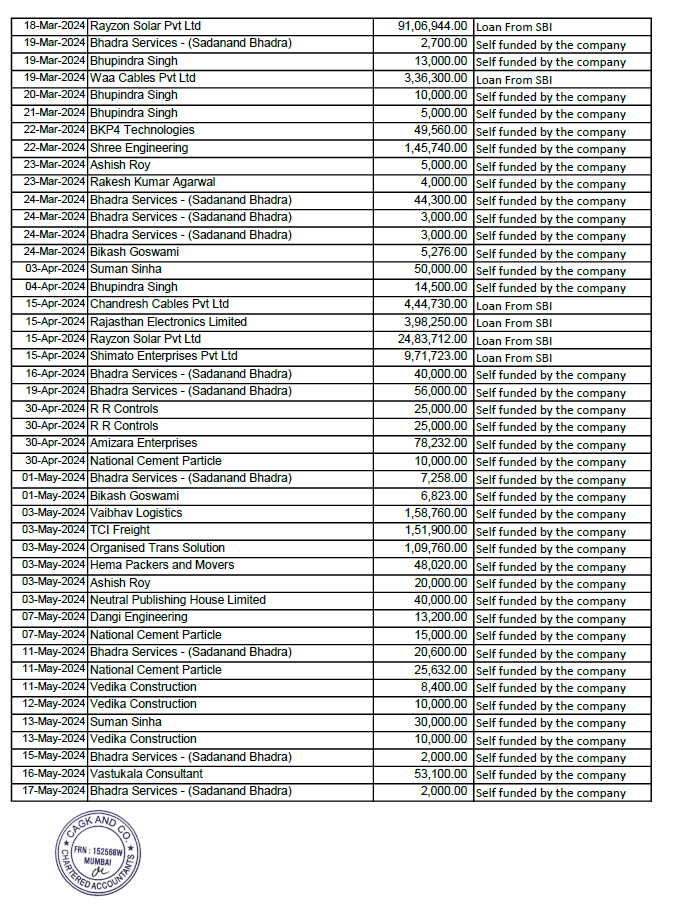 18-Mar-2024 Rayzon Solar Pvt Ltd 91,06,944.00 Loan From SBI
19-Mar-2024 Bhadra Services - (Sadanand Bhadra) 2,700.00 Self funded by the company
19-Mar-2024 Bhupindra Singh 13,000.00 Self funded by the company
19-Mar-2024 Waa Cables Pvt Ltd 3,36,300.00 Loan From SBI
20-Mar-2024 Bhupindra Singh 10,000.00 Self funded by the company
21-Mar-2024 Bhupindra Singh 5,000.00 Self funded by the company
22-Mar-2024 BKP4 Technologies 49,560.00 Self funded by the company
22-Mar-2024 Shree Engineering 1,45,740.00 Self funded by the company
23-Mar-2024 Ashish Roy 5,000.00 Self funded by the company
23-Mar-2024 Rakesh Kumar Agarwal 4,000.00 Self funded by the company
24-Mar-2024 Bhadra Services - (Sadanand Bhadra) 44,300.00 Self funded by the company
24-Mar-2024 Bhadra Services - (Sadanand Bhadra) 3,000.00 Self funded by the company
24-Mar-2024 Bhadra Services - (Sadanand Bhadra) 3,000.00 Self funded by the company
24-Mar-2024 Bikash Goswami 5,276.00 Self funded by the company
03-Apr-2024 Suman Sinha 50,000.00 Self funded by the company
04-Apr-2024 Bhupindra Singh 14,500.00 Self funded by the company
15-Apr-2024 Chandresh Cables Pvt Ltd 4,44,730.00 Loan From SBI
15-Apr-2024 Rajasthan Electronics Limited 3,98,250.00 Loan From SBI
15-Apr-2024 Rayzon Solar Pvt Ltd 24,83,712.00 Loan From SBI
15-Apr-2024 Shimato Enterprises Pvt Ltd 9,71,723.00 Loan From SBI
16-Apr-2024 Bhadra Services - (Sadanand Bhadra) 40,000.00 Self funded by the company
19-Apr-2024 Bhadra Services - (Sadanand Bhadra) 56,000.00 Self funded by the company
30-Apr-2024 R R Controls 25,000.00 Self funded by the company
30-Apr-2024 R R Controls 25,000.00 Self funded by the company
30-Apr-2024 Amizara Enterprises 78,232.00 Self funded by the company
30-Apr-2024 National Cement Particle 10,000.00 Self funded by the company
01-May-2024 Bhadra Services - (Sadanand Bhadra) 7,258.00 Self funded by the company
01-May-2024 Bikash Goswami 6,823.00 Self funded by the company
03-May-2024 Vaibhav Logistics 1,58,760.00 Self funded by the company
03-May-2024 TCI Freight 1,51,900.00 Self funded by the company
03-May-2024 Organised Trans Solution 1,09,760.00 Self funded by the company
03-May-2024 Hema Packers and Movers 48,020.00 Self funded by the company
03-May-2024 Ashish Roy 20,000.00 Self funded by the company
03-May-2024 Neutral Publishing House Limited 40,000.00 Self funded by the company
07-May-2024 Dangi Engineering 13,200.00 Self funded by the company
07-May-2024 National Cement Particle 15,000.00 Self funded by the company
11-May-2024 Bhadra Services - (Sadanand Bhadra) 20,600.00 Self funded by the company
11-May-2024 National Cement Particle 25,632.00 Self funded by the company
11-May-2024 Vedika Construction 8,400.00 Self funded by the company
12-May-2024 Vedika Construction 10,000.00 Self funded by the company
13-May-2024 Suman Sinha 30,000.00 Self funded by the company
13-May-2024 Vedika Construction 10,000.00 Self funded by the company
15-May-2024 Bhadra Services - (Sadanand Bhadra) 2,000.00 Self funded by the company
16-May-2024 Vastukala Consultant 53,100.00 Self funded by the company
17-May-2024 Bhadra Services - (Sadanand Bhadra) 2,000.00 Self funded by the company
CAGK AND CO.
FRN : 152566W
MUMBAI
CHARTERED ACCOUNTANTS